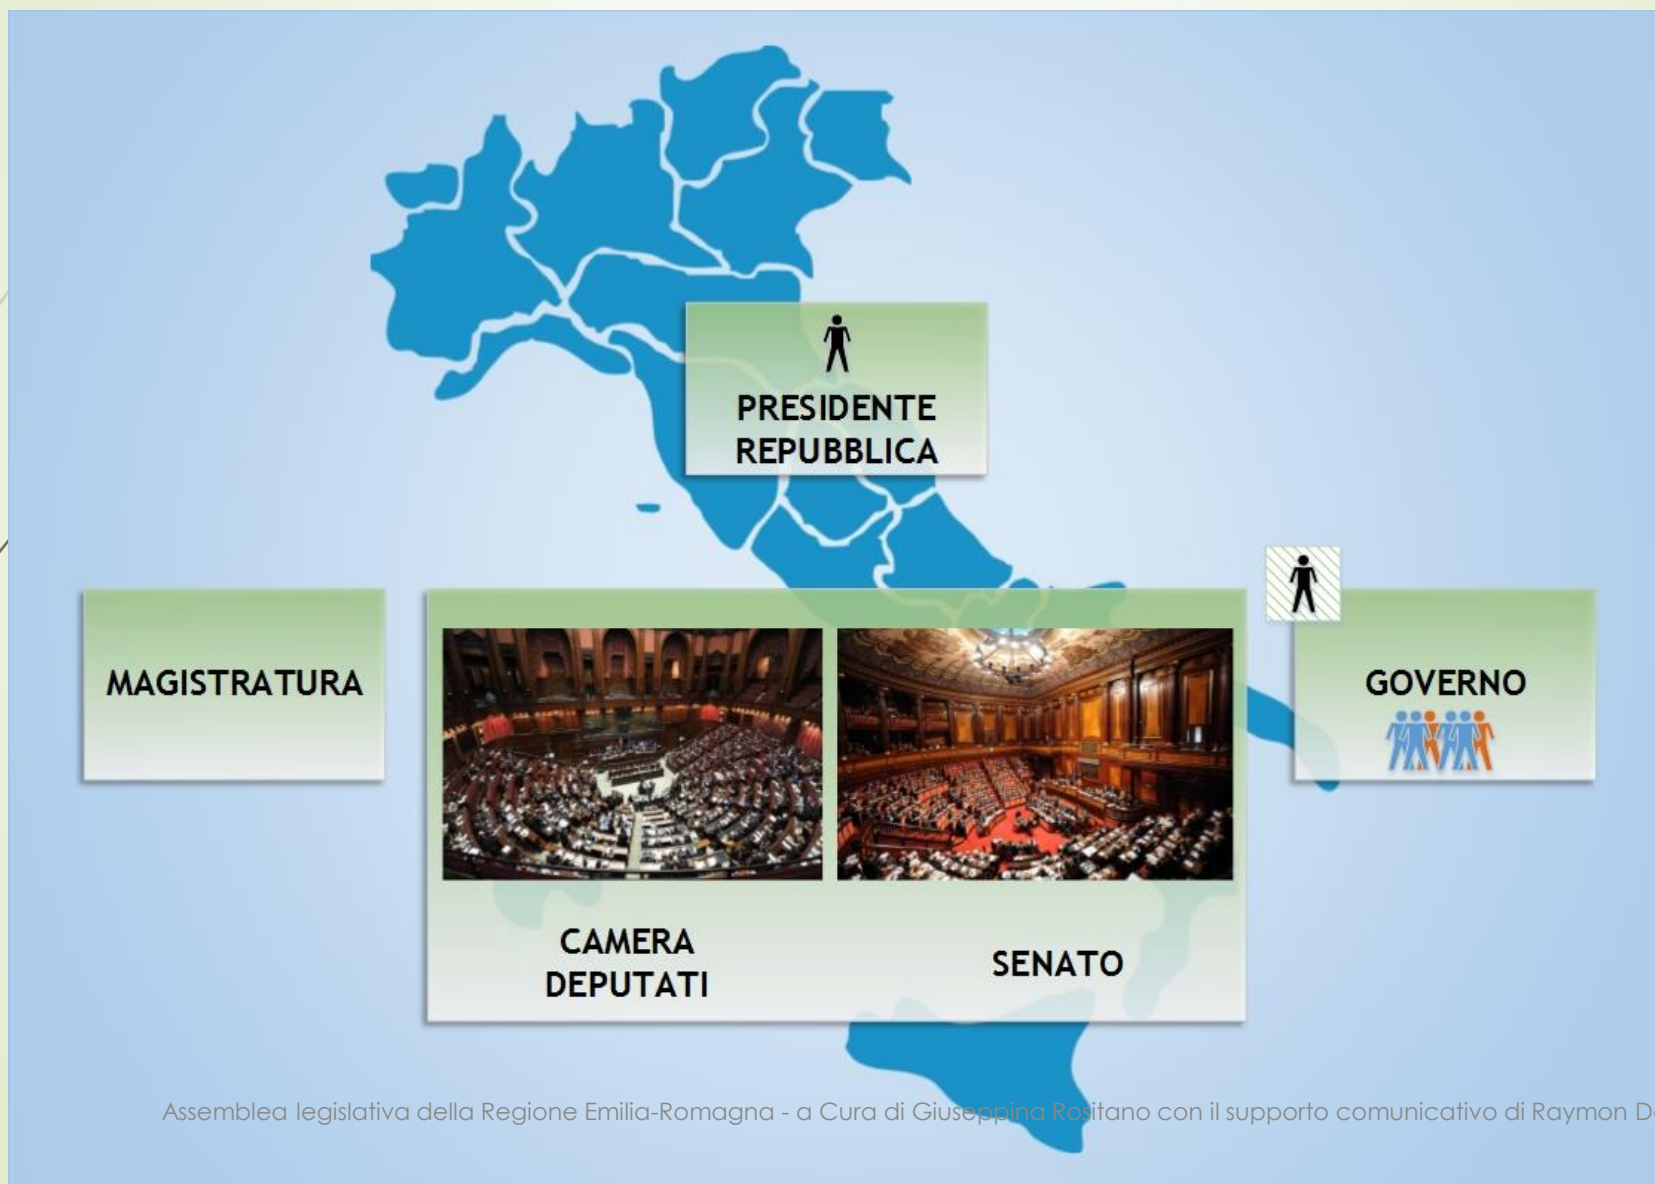 PRESIDENTE
REPUBBLICA
MAGISTRATURA
GOVERNO
CAMERA
DEPUTATI
SENATO
Assemblea legislativa della Regione Emilia-Romagna - a Cura di Giuseppina Rositano con il supporto comunicativo di Raymon